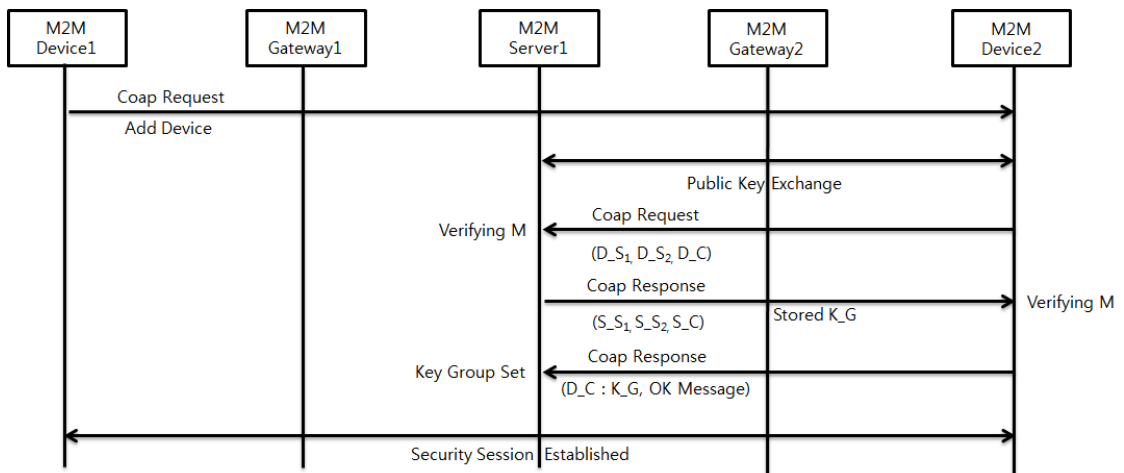 M2M
Device1
M2M
Gateway1
M2M
Server1
M2M
Gateway2
M2M
Device2
Coap Request
Add Device
Public Key Exchange
Coap Request
Verifying M
(D_S₁, D_S₂, D_C)
Coap Response
Verifying M
Stored K_G
(S_S₁, S_S₂, S_C)
Coap Response
Key Group Set
(D_C : K_G, OK Message)
Security Session Established